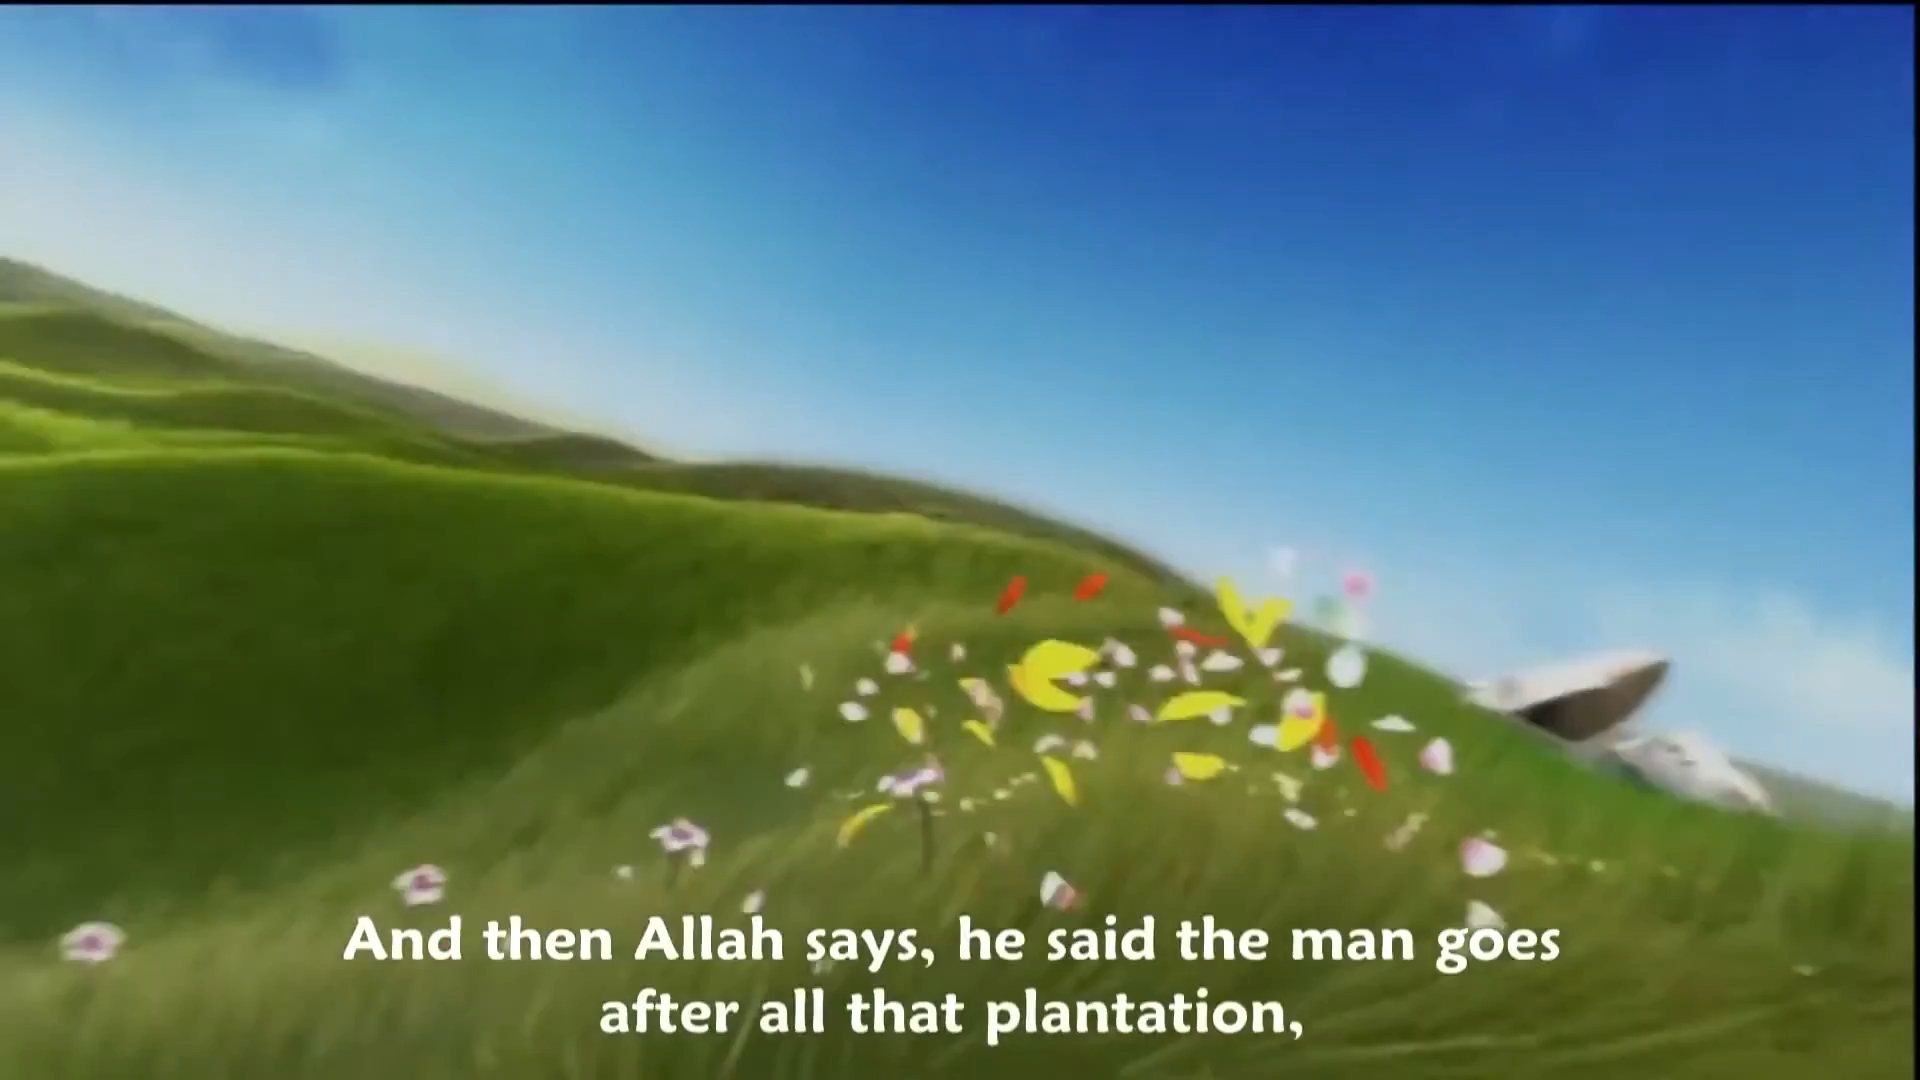 And then Allah says, he said the man goes
after all that plantation,